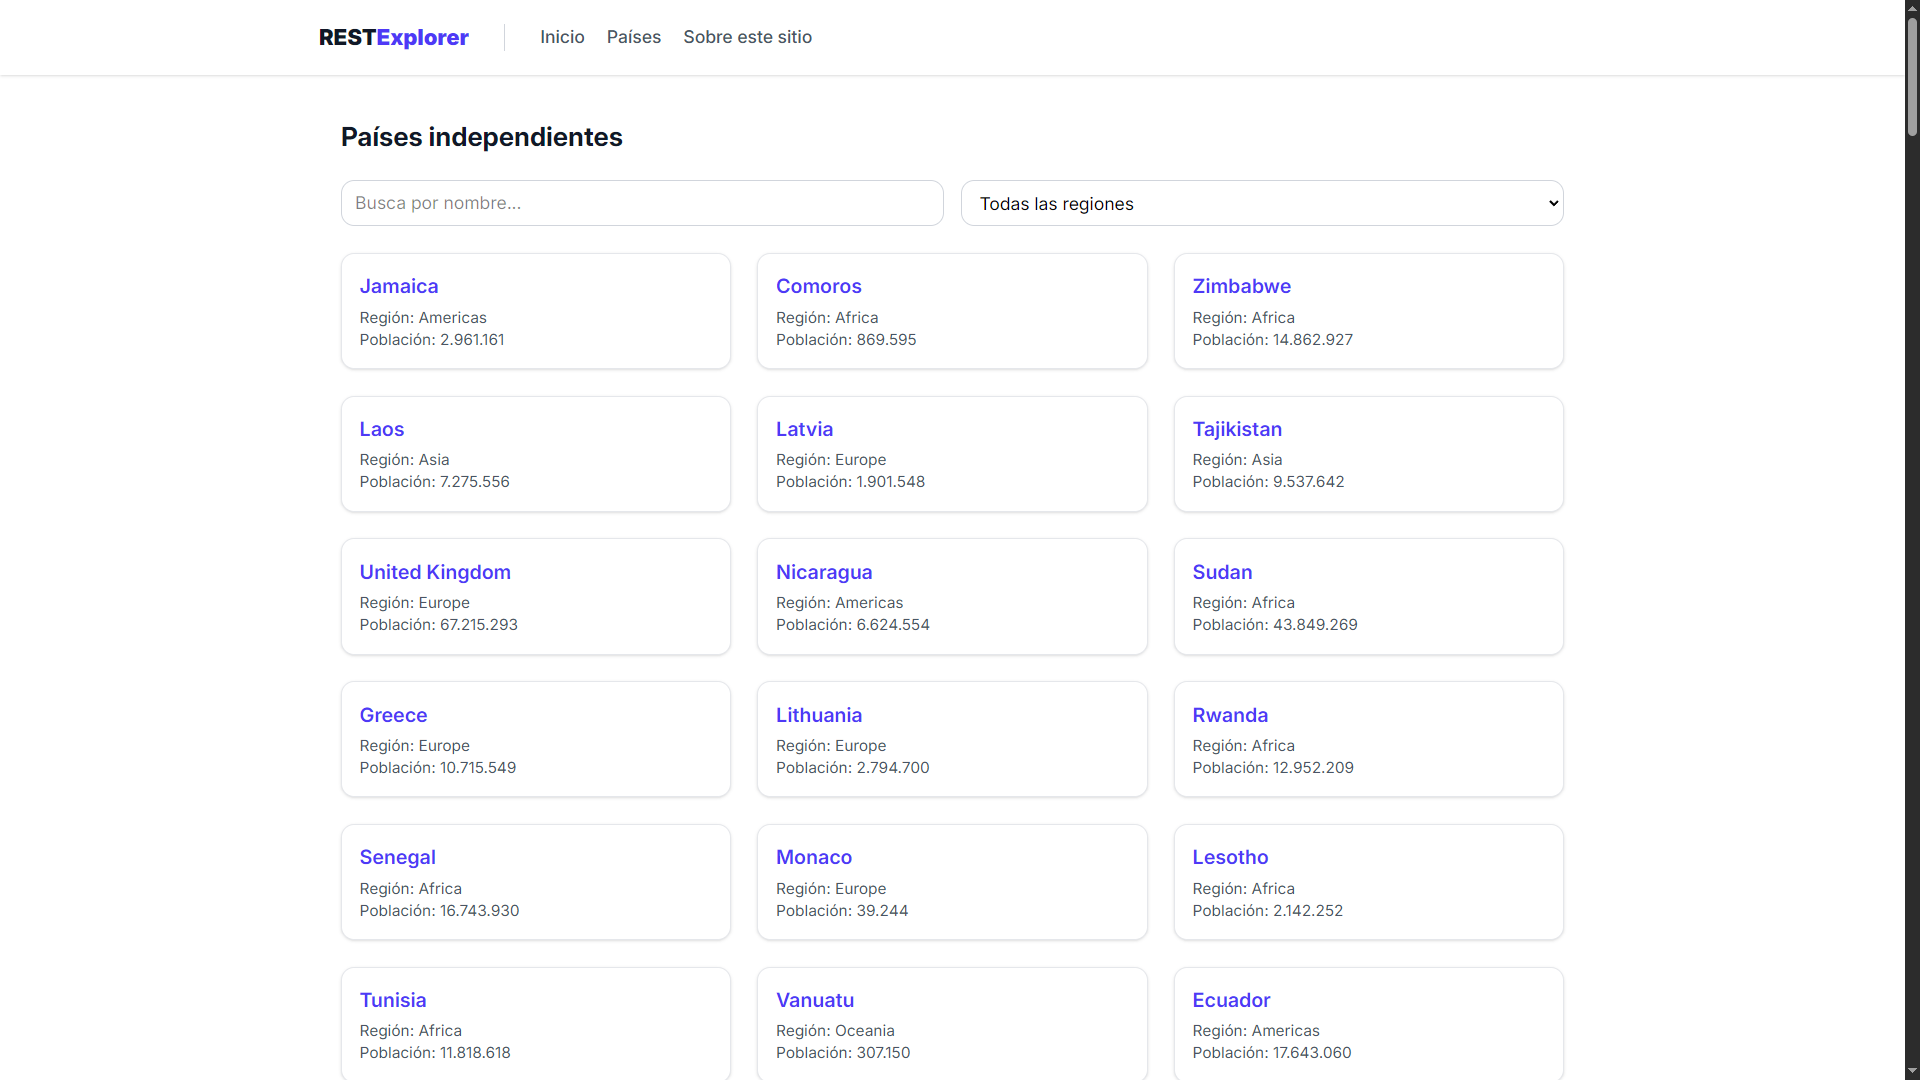 RESTExplorer
Inicio
Países
Sobre este sitio
Países independientes
Busca por nombre...
Todas las regiones
Jamaica
Región: Americas
Población: 2.961.161
Comoros
Región: Africa
Población: 869.595
Zimbabwe
Región: Africa
Población: 14.862.927
Laos
Región: Asia
Población: 7.275.556
Latvia
Región: Europe
Población: 1.901.548
Tajikistan
Región: Asia
Población: 9.537.642
United Kingdom
Región: Europe
Población: 67.215.293
Nicaragua
Región: Americas
Población: 6.624.554
Sudan
Región: Africa
Población: 43.849.269
Greece
Región: Europe
Población: 10.715.549
Lithuania
Región: Europe
Población: 2.794.700
Rwanda
Región: Africa
Población: 12.952.209
Senegal
Región: Africa
Población: 16.743.930
Monaco
Región: Europe
Población: 39.244
Lesotho
Región: Africa
Población: 2.142.252
Tunisia
Región: Africa
Población: 11.818.618
Vanuatu
Región: Oceania
Población: 307.150
Ecuador
Región: Americas
Población: 17.643.060